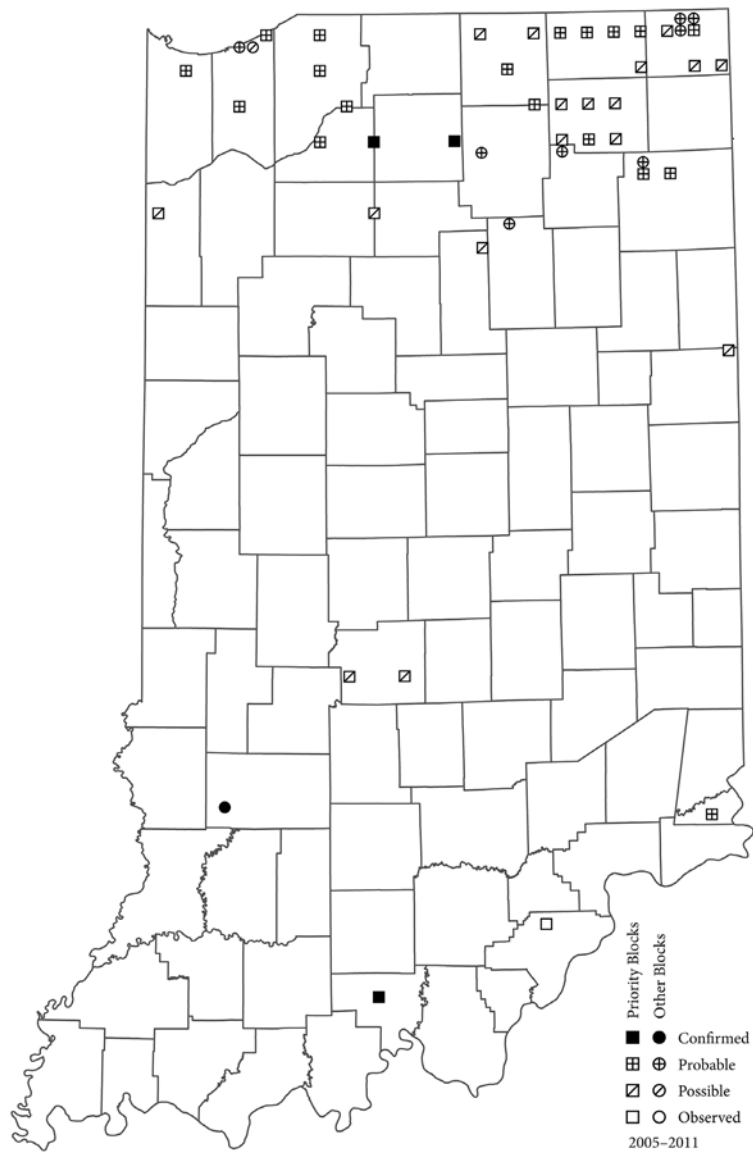 Priority Blocks
Other Blocks
Confirmed
Probable
Possible
Observed
2005–2011